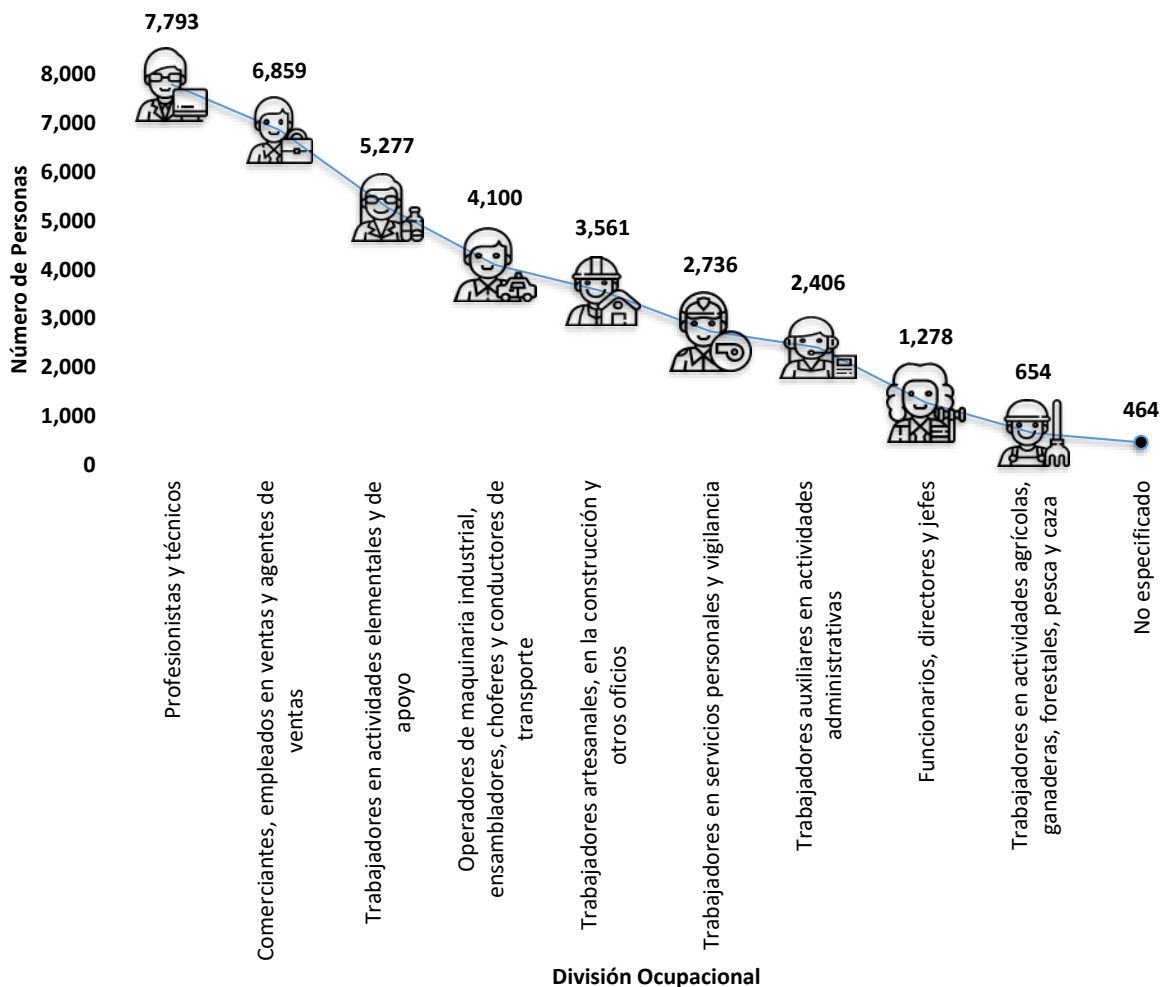 7,793
6,859
5,277
4,100
3,561
2,736
2,406
1,278
654
464
Número de Personas
8,000
7,000
6,000
5,000
4,000
3,000
2,000
1,000
0
Profesionistas y técnicos
Comerciantes, empleados en ventas y agentes de
ventas
Trabajadores en actividades elementales y de
apoyo
Operadores de maquinaria industrial,
ensambladores, choferes y conductores de
transporte
Trabajadores artesanales, en la construcción y
otros oficios
Trabajadores en servicios personales y vigilancia
Trabajadores auxiliares en actividades
administrativas
Funcionarios, directores y jefes
Trabajadores en actividades agrícolas,
ganaderas, forestales, pesca y caza
No especificado
División Ocupacional